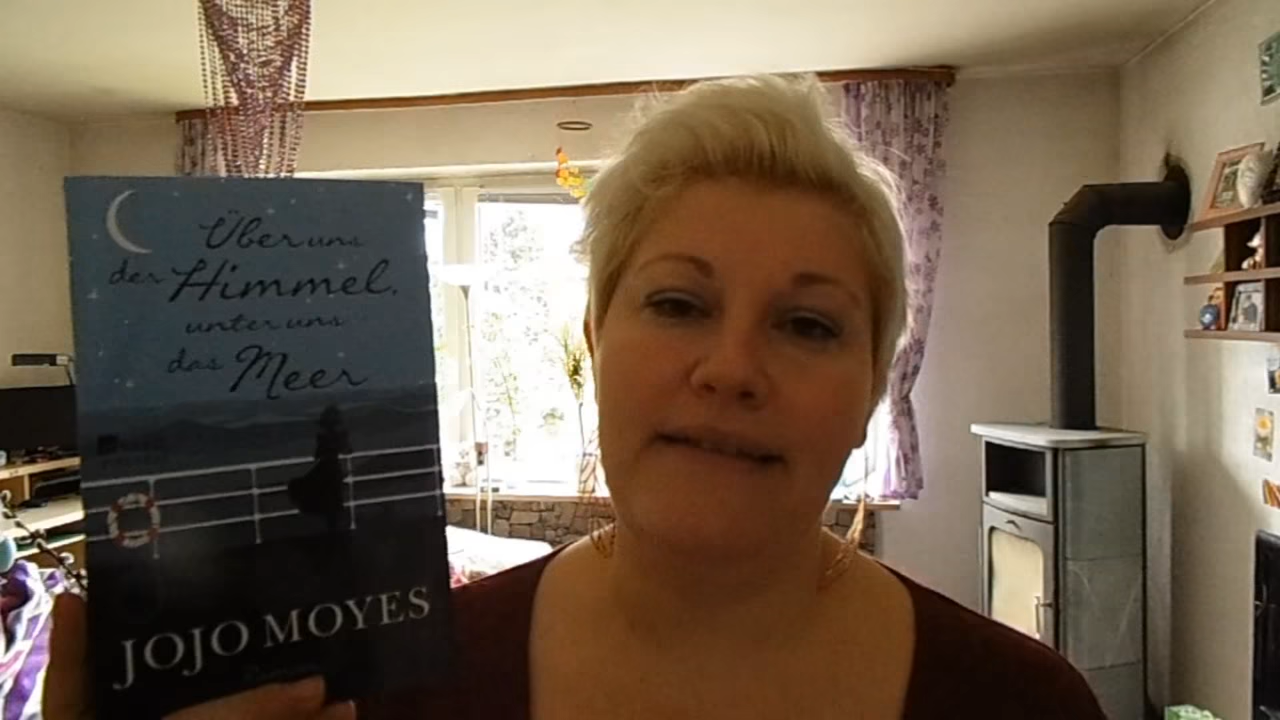 Über uns
der Himmel,
unter uns
das Meer
JOJO MOYES